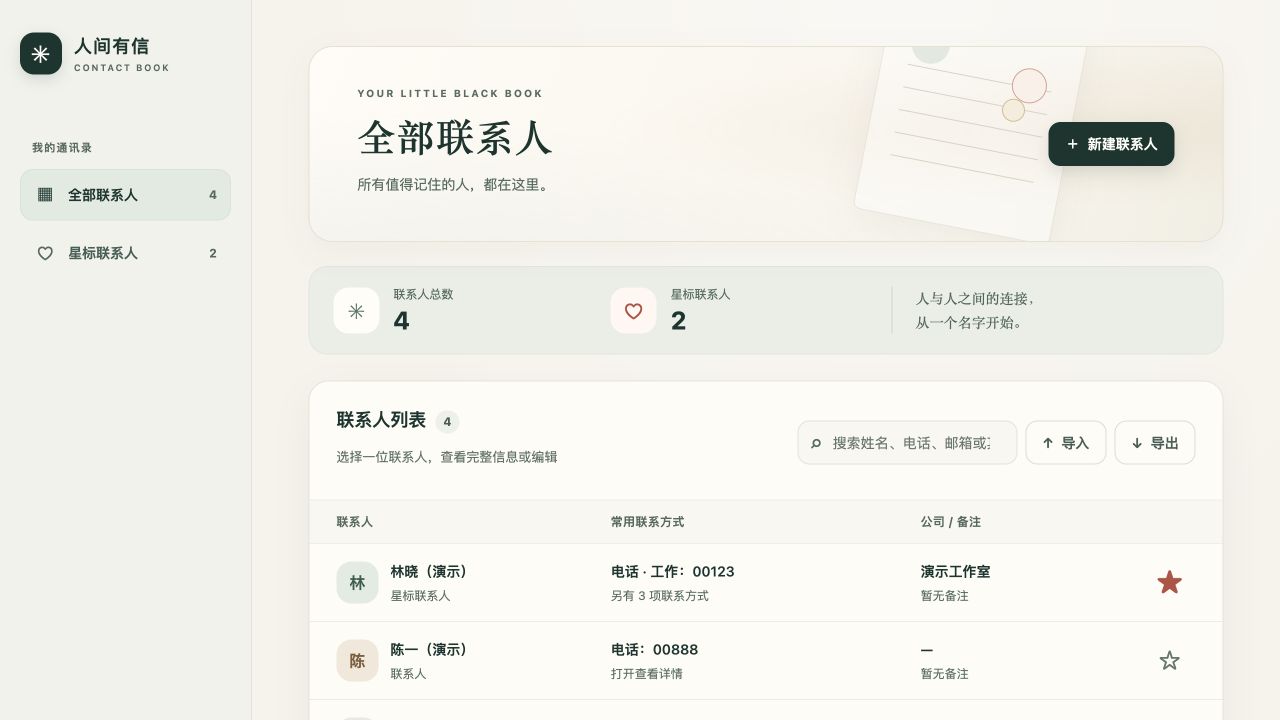 人间有信
CONTACT BOOK
我的通讯录
全部联系人 4
星标联系人 2
YOUR LITTLE BLACK BOOK
全部联系人
所有值得记住的人，都在这里。
+ 新建联系人
联系人总数
4
星标联系人
2
人与人之间的连接，
从一个名字开始。
联系人列表 4
选择一位联系人，查看完整信息或编辑
搜索姓名、电话、邮箱或
↑ 导入
↓ 导出
联系人 常用联系方式 公司 / 备注
林 林晓（演示） 电话 · 工作：00123 演示工作室
星标联系人 另有 3 项联系方式 暂无备注
陈 陈一（演示） 电话：00888 —
联系人 打开查看详情 暂无备注